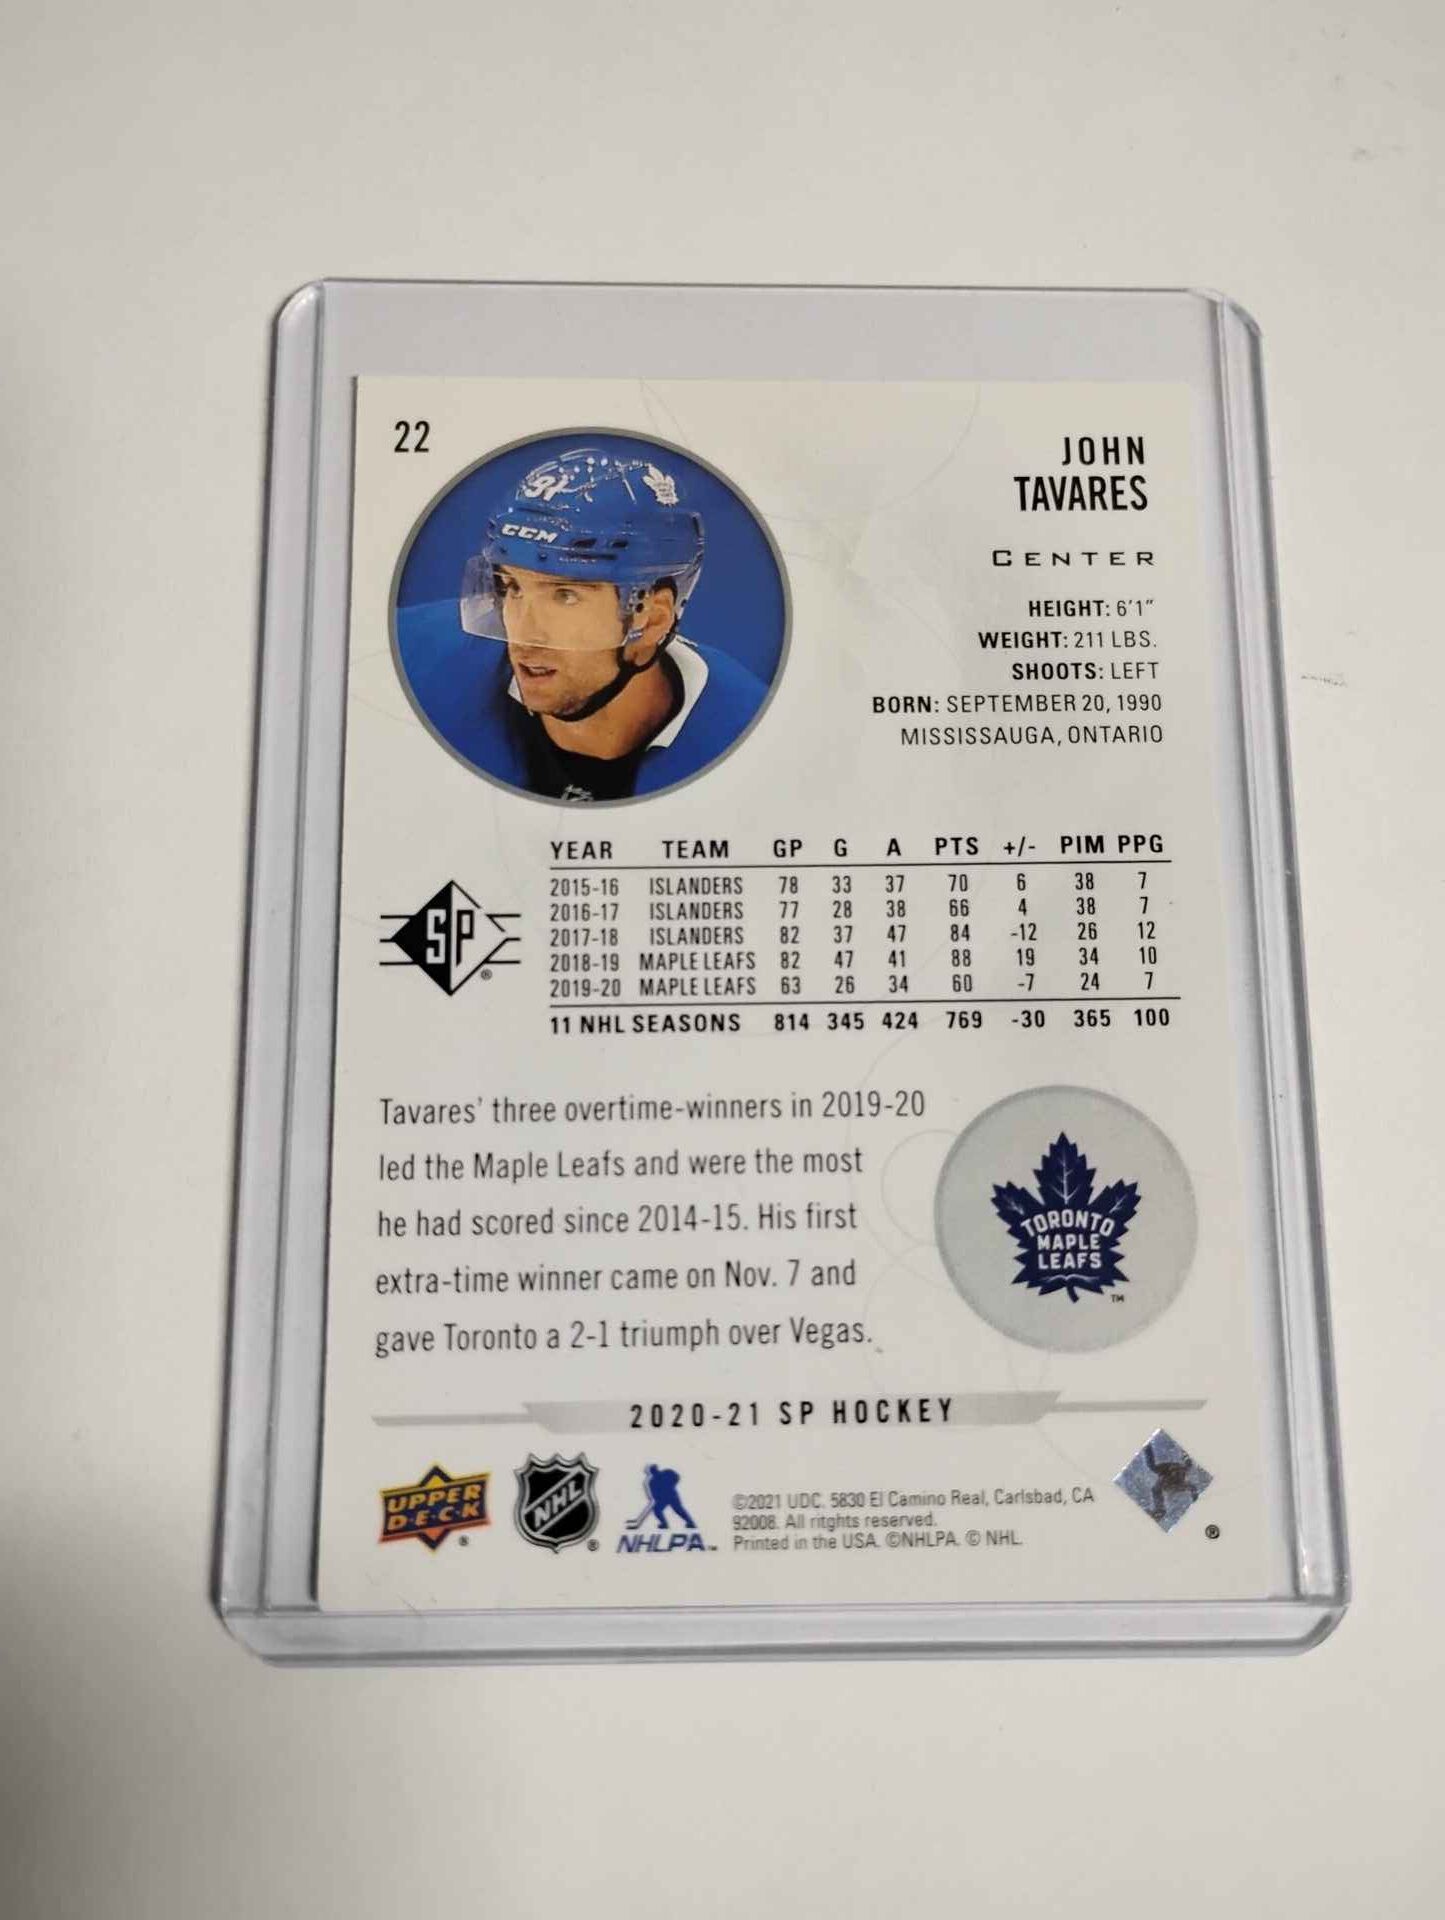 22
JOHN
TAVARES
CENTER
HEIGHT: 6'1"
WEIGHT: 211 LBS.
SHOOTS: LEFT
BORN: SEPTEMBER 20, 1990
MISSISSAUGA, ONTARIO
91
CCM
YEAR TEAM GP G A PTS +/- PIM PPG
2015-16 ISLANDERS 78 33 37 70 6 38 7
2016-17 ISLANDERS 77 28 38 66 4 38 7
2017-18 ISLANDERS 82 37 47 84 -12 26 12
2018-19 MAPLE LEAFS 82 47 41 88 19 34 10
2019-20 MAPLE LEAFS 63 26 34 60 -7 24 7
11 NHL SEASONS 814 345 424 769 -30 365 100
SP®
Tavares' three overtime-winners in 2019-20
led the Maple Leafs and were the most
he had scored since 2014-15. His first
extra-time winner came on Nov. 7 and
gave Toronto a 2-1 triumph over Vegas.
TORONTO
MAPLE
LEAFS
™
2020-21 SP HOCKEY
UPPER
D·E·C·K
®
NHL
®
NHLPA™
©2021 UDC. 5830 El Camino Real, Carlsbad, CA
92008. All ritghts reserved.
Printed in the USA. ©NHLPA. © NHL.
®